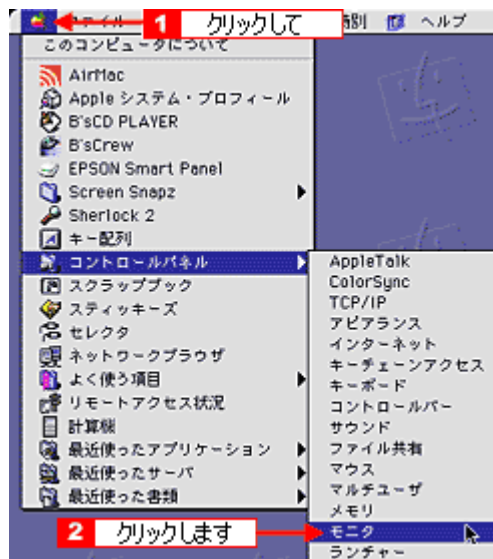 ファイル
1 クリックして
特別 ヘルプ
このコンピュータについて
AirMac
Apple システム・プロフィール
B'sCD PLAYER
B'sCrew
EPSON Smart Panel
Screen Snapz
Sherlock 2
キー配列
コントロールパネル
スクラップブック
スティッキーズ
セレクタ
ネットワークブラウザ
よく使う項目
リモートアクセス状況
計算機
最近使ったアプリケーション
最近使ったサーバ
最近使った書類
AppleTalk
ColorSync
TCP/IP
アピアランス
インターネット
キーチェーンアクセス
キーボード
コントロールバー
サウンド
ファイル共有
マウス
マルチユーザ
メモリ
2 クリックします
モニタ
ランチャー